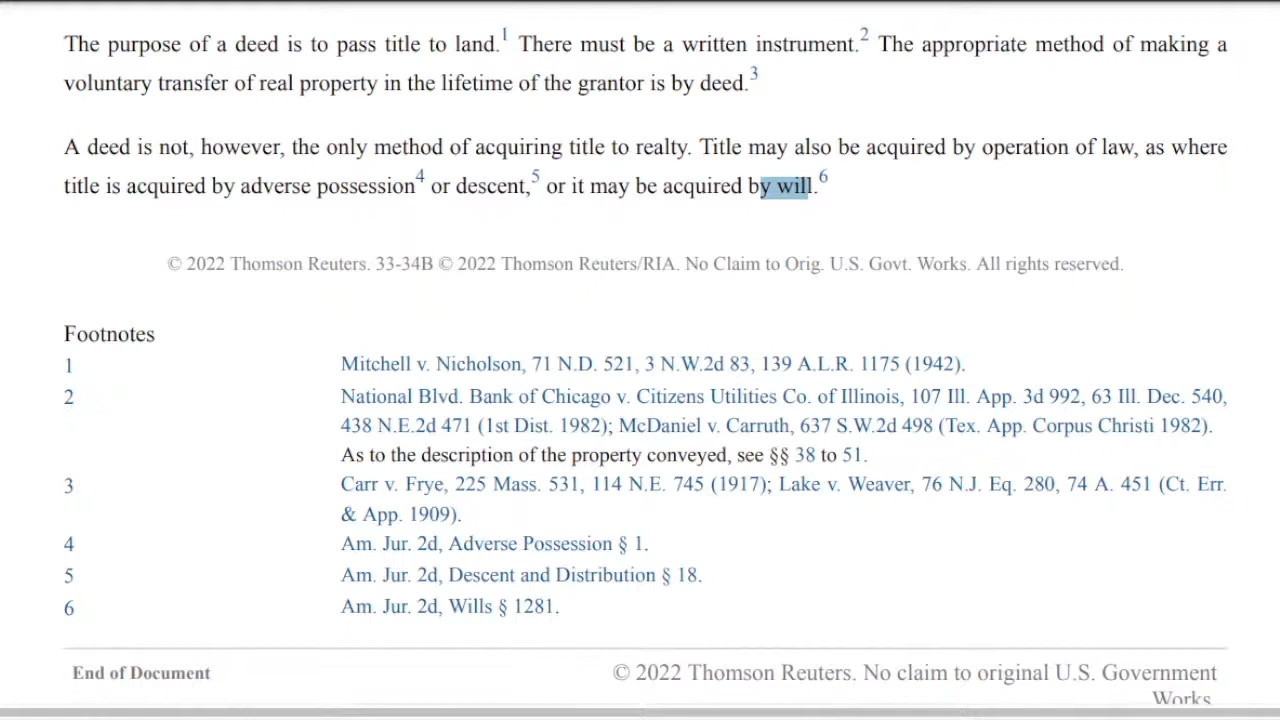 The purpose of a deed is to pass title to land.1 There must be a written instrument.2 The appropriate method of making a
voluntary transfer of real property in the lifetime of the grantor is by deed.3
A deed is not, however, the only method of acquiring title to realty. Title may also be acquired by operation of law, as where
title is acquired by adverse possession4 or descent,5 or it may be acquired by will.6
© 2022 Thomson Reuters. 33-34B © 2022 Thomson Reuters/RIA. No Claim to Orig. U.S. Govt. Works. All rights reserved.
Footnotes
1 Mitchell v. Nicholson, 71 N.D. 521, 3 N.W.2d 83, 139 A.L.R. 1175 (1942).
2 National Blvd. Bank of Chicago v. Citizens Utilities Co. of Illinois, 107 Ill. App. 3d 992, 63 Ill. Dec. 540,
438 N.E.2d 471 (1st Dist. 1982); McDaniel v. Carruth, 637 S.W.2d 498 (Tex. App. Corpus Christi 1982).
As to the description of the property conveyed, see §§ 38 to 51.
3 Carr v. Frye, 225 Mass. 531, 114 N.E. 745 (1917); Lake v. Weaver, 76 N.J. Eq. 280, 74 A. 451 (Ct. Err.
& App. 1909).
4 Am. Jur. 2d, Adverse Possession § 1.
5 Am. Jur. 2d, Descent and Distribution § 18.
6 Am. Jur. 2d, Wills § 1281.
End of Document © 2022 Thomson Reuters. No claim to original U.S. Government
Works.